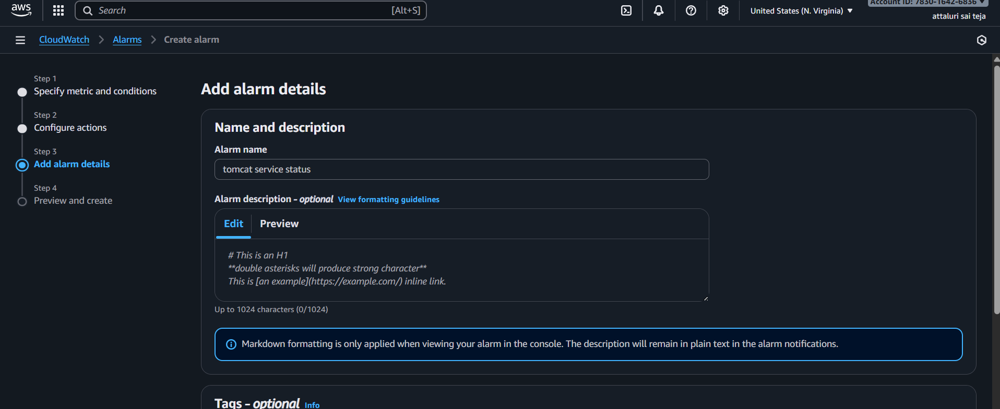 aws
Search [Alt+S]
United States (N. Virginia)
Account ID: 7830-1642-6836
attaluri sai teja
CloudWatch > Alarms > Create alarm
Step 1
Specify metric and conditions
Step 2
Configure actions
Step 3
Add alarm details
Step 4
Preview and create
Add alarm details
Name and description
Alarm name
tomcat service status
Alarm description - optional View formatting guidelines
Edit Preview
# This is an H1
**double asterisks will produce strong character**
This is [an example](https://example.com/) inline link.
Up to 1024 characters (0/1024)
Markdown formatting is only applied when viewing your alarm in the console. The description will remain in plain text in the alarm notifications.
Tags - optional Info